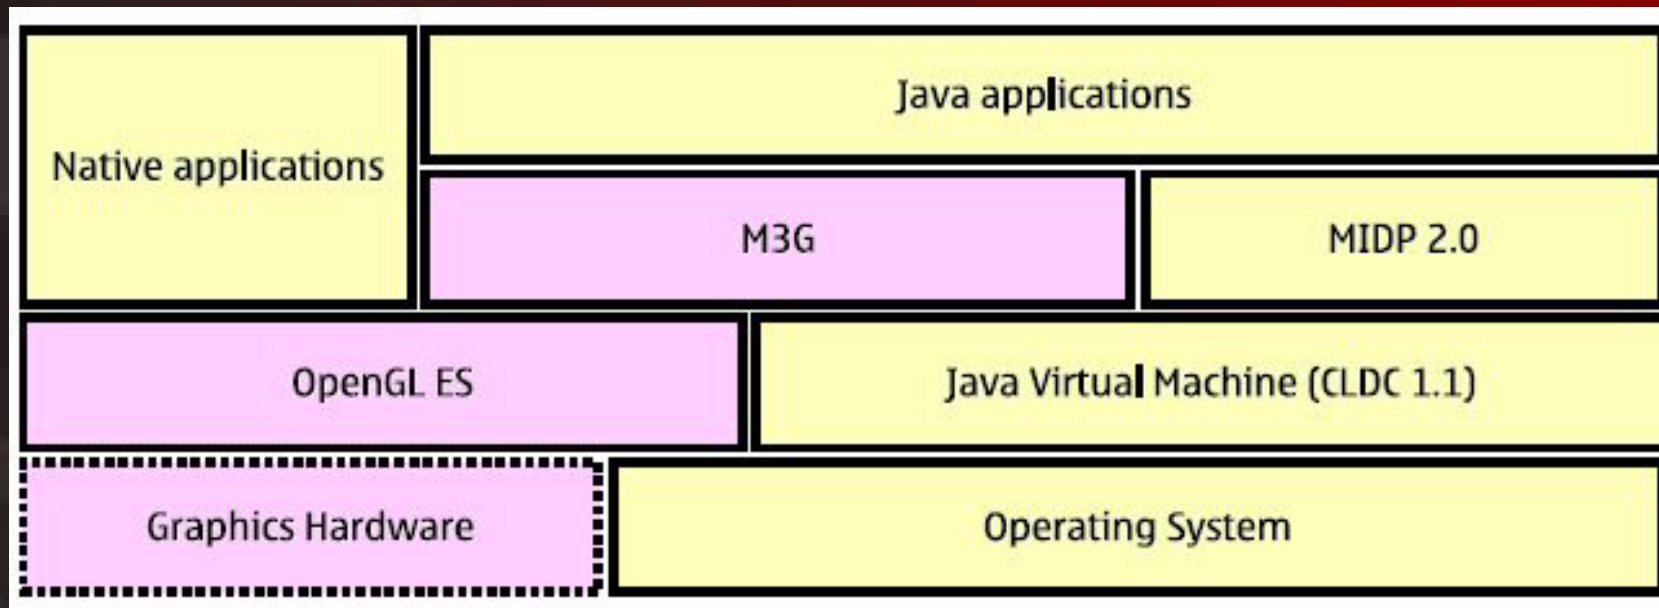 Java applications
Native applications
M3G
MIDP 2.0
OpenGL ES
Java Virtual Machine (CLDC 1.1)
Graphics Hardware
Operating System